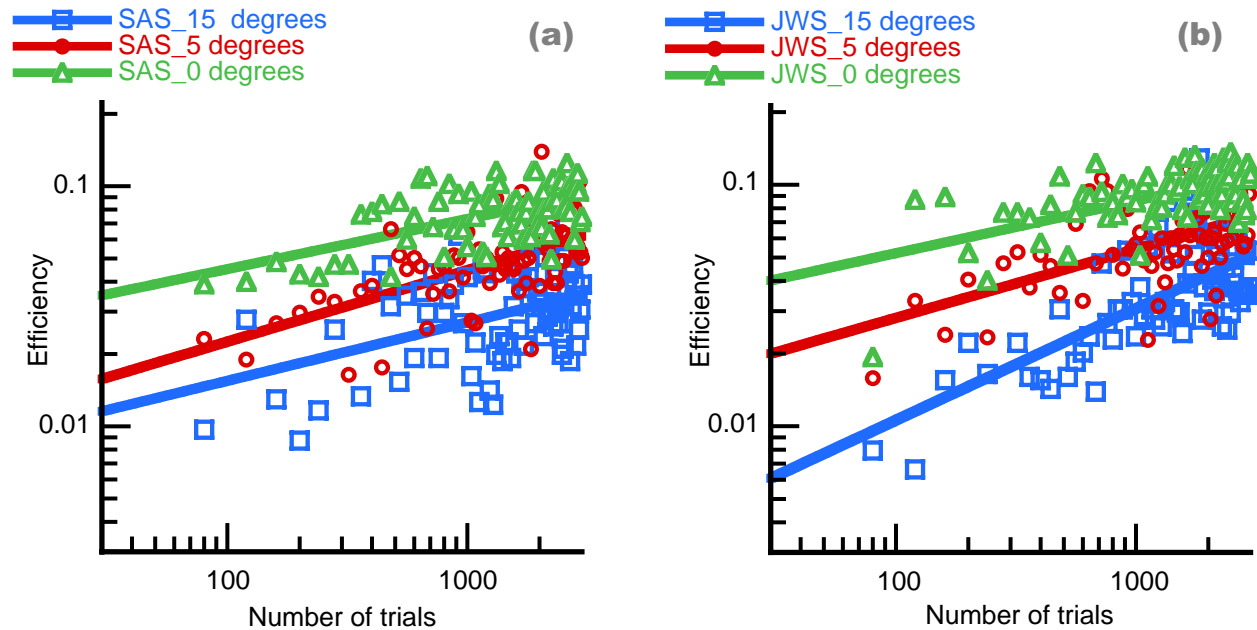 SAS_15 degrees
SAS_5 degrees
SAS_0 degrees
(a)
0.1
0.01
Efficiency
100
1000
Number of trials
JWS_15 degrees
JWS_5 degrees
JWS_0 degrees
(b)
0.1
0.01
Efficiency
100
1000
Number of trials